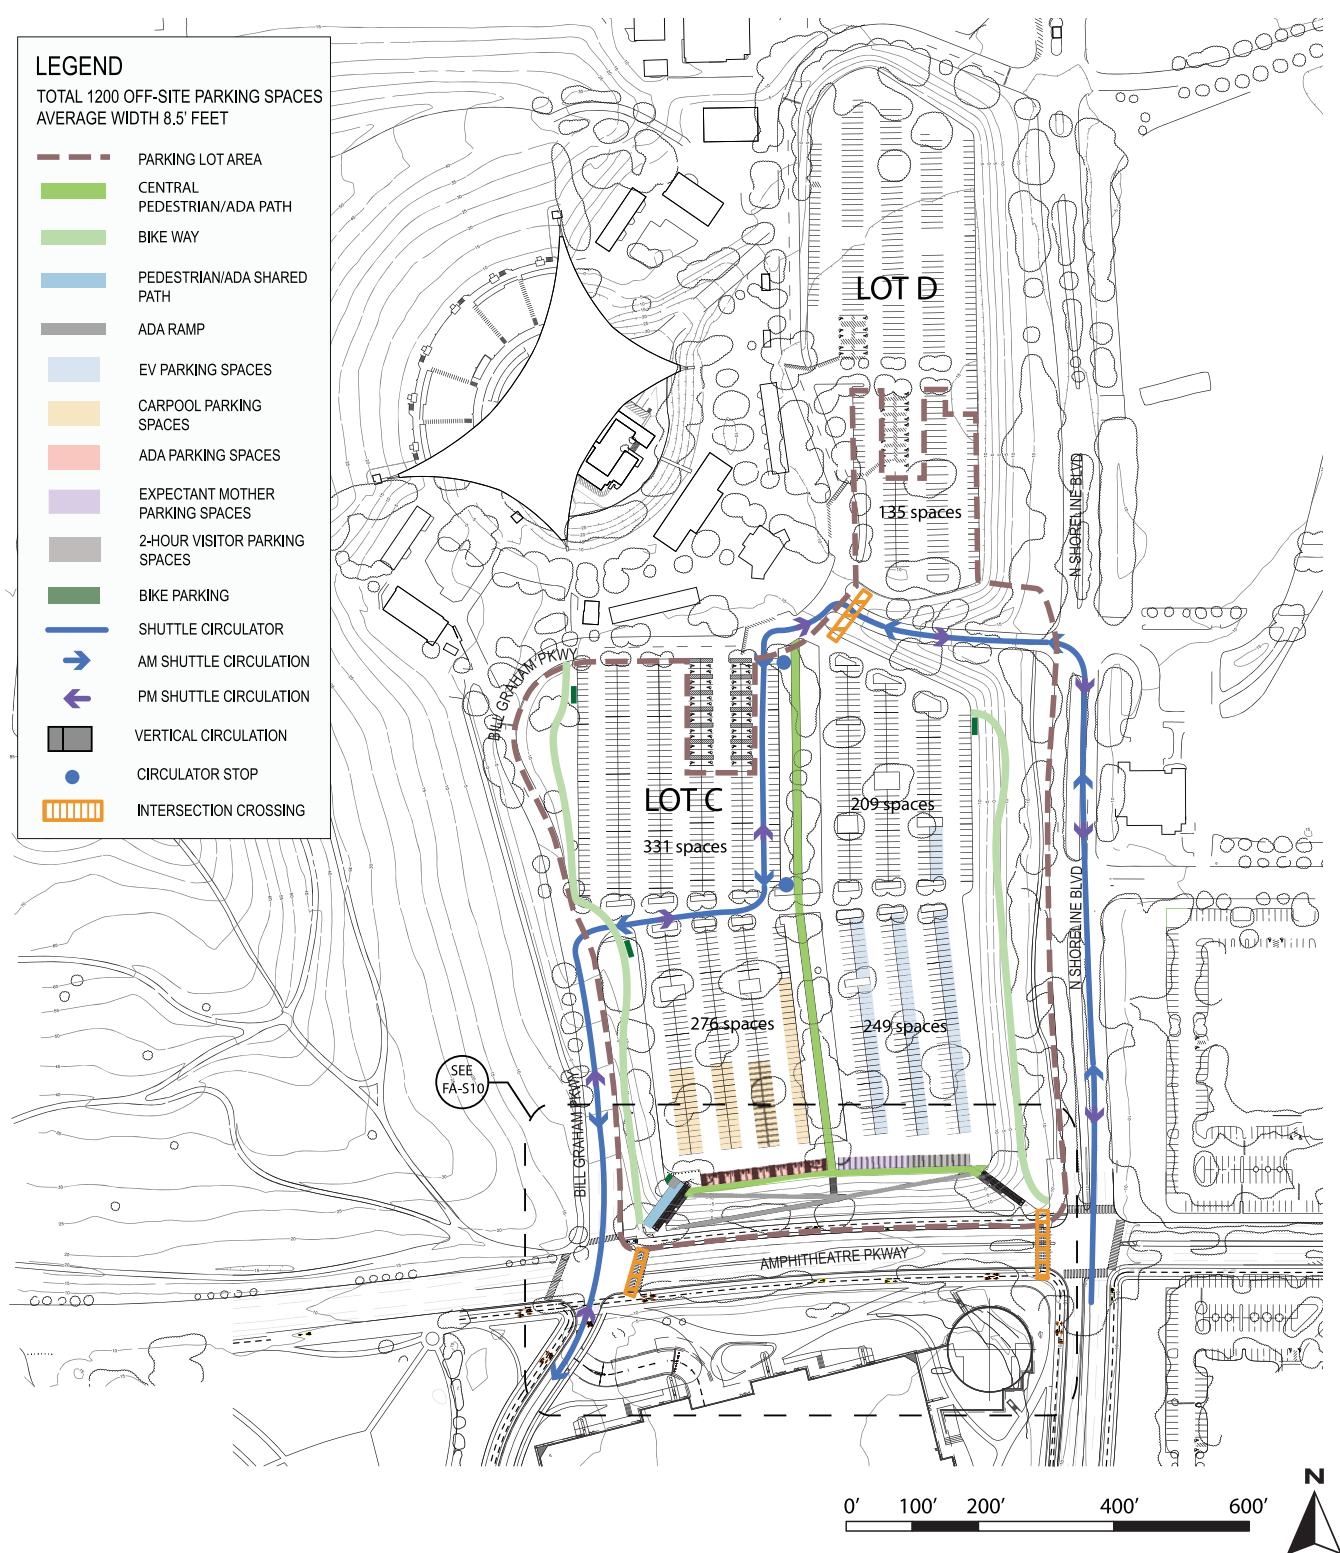 LEGEND
TOTAL 1200 OFF-SITE PARKING SPACES
AVERAGE WIDTH 8.5' FEET
PARKING LOT AREA
CENTRAL
PEDESTRIAN/ADA PATH
BIKE WAY
PEDESTRIAN/ADA SHARED
PATH
ADA RAMP
EV PARKING SPACES
CARPOOL PARKING
SPACES
ADA PARKING SPACES
EXPECTANT MOTHER
PARKING SPACES
2-HOUR VISITOR PARKING
SPACES
BIKE PARKING
SHUTTLE CIRCULATOR
AM SHUTTLE CIRCULATION
PM SHUTTLE CIRCULATION
VERTICAL CIRCULATION
CIRCULATOR STOP
INTERSECTION CROSSING
LOT D
135 spaces
N SHORELINE BLVD
BILL GRAHAM PKWY
LOT C
331 spaces
209 spaces
N SHORELINE BLVD
276 spaces
249 spaces
SEE
FA-S10
BILL GRAHAM PKWY
AMPHITHEATRE PKWAY
0' 100' 200' 400' 600'
N